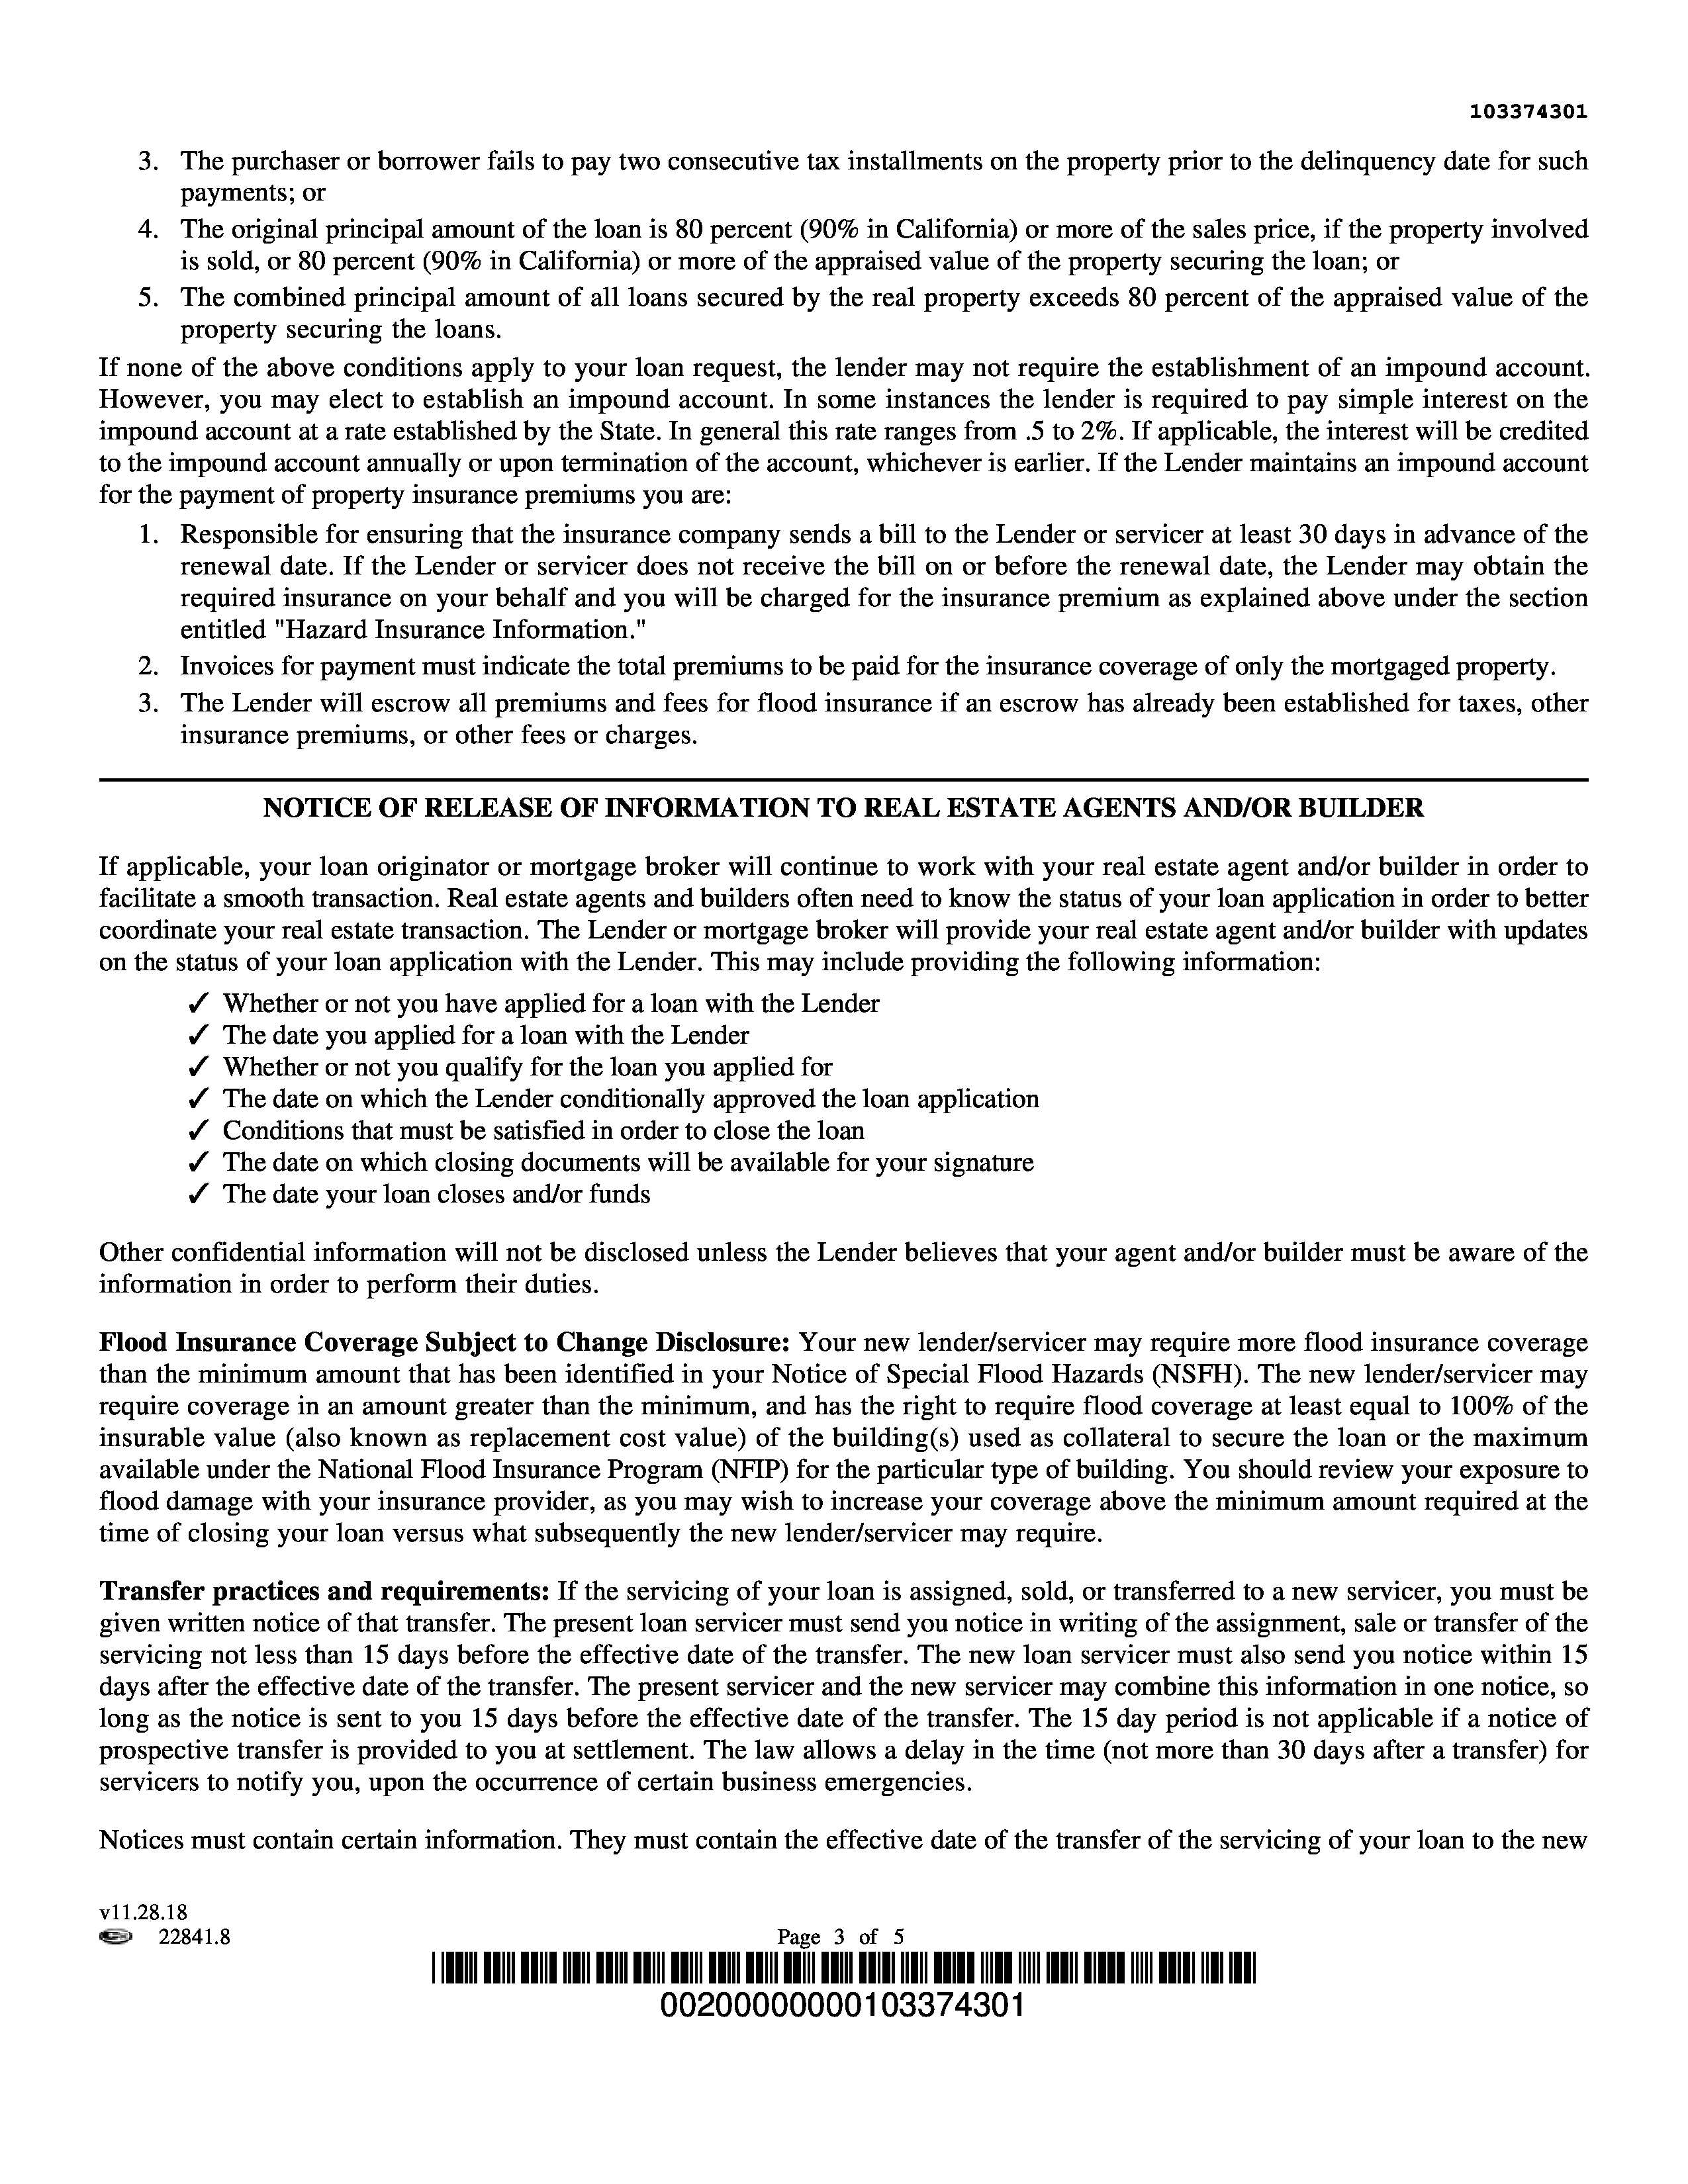 103374301
3. The purchaser or borrower fails to pay two consecutive tax installments on the property prior to the delinquency date for such
payments; or
4. The original principal amount of the loan is 80 percent (90% in California) or more of the sales price, if the property involved
is sold, or 80 percent (90% in California) or more of the appraised value of the property securing the loan; or
5. The combined principal amount of all loans secured by the real property exceeds 80 percent of the appraised value of the
property securing the loans.
If none of the above conditions apply to your loan request, the lender may not require the establishment of an impound account.
However, you may elect to establish an impound account. In some instances the lender is required to pay simple interest on the
impound account at a rate established by the State. In general this rate ranges from .5 to 2%. If applicable, the interest will be credited
to the impound account annually or upon termination of the account, whichever is earlier. If the Lender maintains an impound account
for the payment of property insurance premiums you are:
1. Responsible for ensuring that the insurance company sends a bill to the Lender or servicer at least 30 days in advance of the
renewal date. If the Lender or servicer does not receive the bill on or before the renewal date, the Lender may obtain the
required insurance on your behalf and you will be charged for the insurance premium as explained above under the section
entitled "Hazard Insurance Information."
2. Invoices for payment must indicate the total premiums to be paid for the insurance coverage of only the mortgaged property.
3. The Lender will escrow all premiums and fees for flood insurance if an escrow has already been established for taxes, other
insurance premiums, or other fees or charges.
NOTICE OF RELEASE OF INFORMATION TO REAL ESTATE AGENTS AND/OR BUILDER
If applicable, your loan originator or mortgage broker will continue to work with your real estate agent and/or builder in order to
facilitate a smooth transaction. Real estate agents and builders often need to know the status of your loan application in order to better
coordinate your real estate transaction. The Lender or mortgage broker will provide your real estate agent and/or builder with updates
on the status of your loan application with the Lender. This may include providing the following information:
✓ Whether or not you have applied for a loan with the Lender
✓ The date you applied for a loan with the Lender
✓ Whether or not you qualify for the loan you applied for
✓ The date on which the Lender conditionally approved the loan application
✓ Conditions that must be satisfied in order to close the loan
✓ The date on which closing documents will be available for your signature
✓ The date your loan closes and/or funds
Other confidential information will not be disclosed unless the Lender believes that your agent and/or builder must be aware of the
information in order to perform their duties.
Flood Insurance Coverage Subject to Change Disclosure: Your new lender/servicer may require more flood insurance coverage
than the minimum amount that has been identified in your Notice of Special Flood Hazards (NSFH). The new lender/servicer may
require coverage in an amount greater than the minimum, and has the right to require flood coverage at least equal to 100% of the
insurable value (also known as replacement cost value) of the building(s) used as collateral to secure the loan or the maximum
available under the National Flood Insurance Program (NFIP) for the particular type of building. You should review your exposure to
flood damage with your insurance provider, as you may wish to increase your coverage above the minimum amount required at the
time of closing your loan versus what subsequently the new lender/servicer may require.
Transfer practices and requirements: If the servicing of your loan is assigned, sold, or transferred to a new servicer, you must be
given written notice of that transfer. The present loan servicer must send you notice in writing of the assignment, sale or transfer of the
servicing not less than 15 days before the effective date of the transfer. The new loan servicer must also send you notice within 15
days after the effective date of the transfer. The present servicer and the new servicer may combine this information in one notice, so
long as the notice is sent to you 15 days before the effective date of the transfer. The 15 day period is not applicable if a notice of
prospective transfer is provided to you at settlement. The law allows a delay in the time (not more than 30 days after a transfer) for
servicers to notify you, upon the occurrence of certain business emergencies.
Notices must contain certain information. They must contain the effective date of the transfer of the servicing of your loan to the new
v11.28.18
22841.8
Page 3 of 5
00200000000103374301